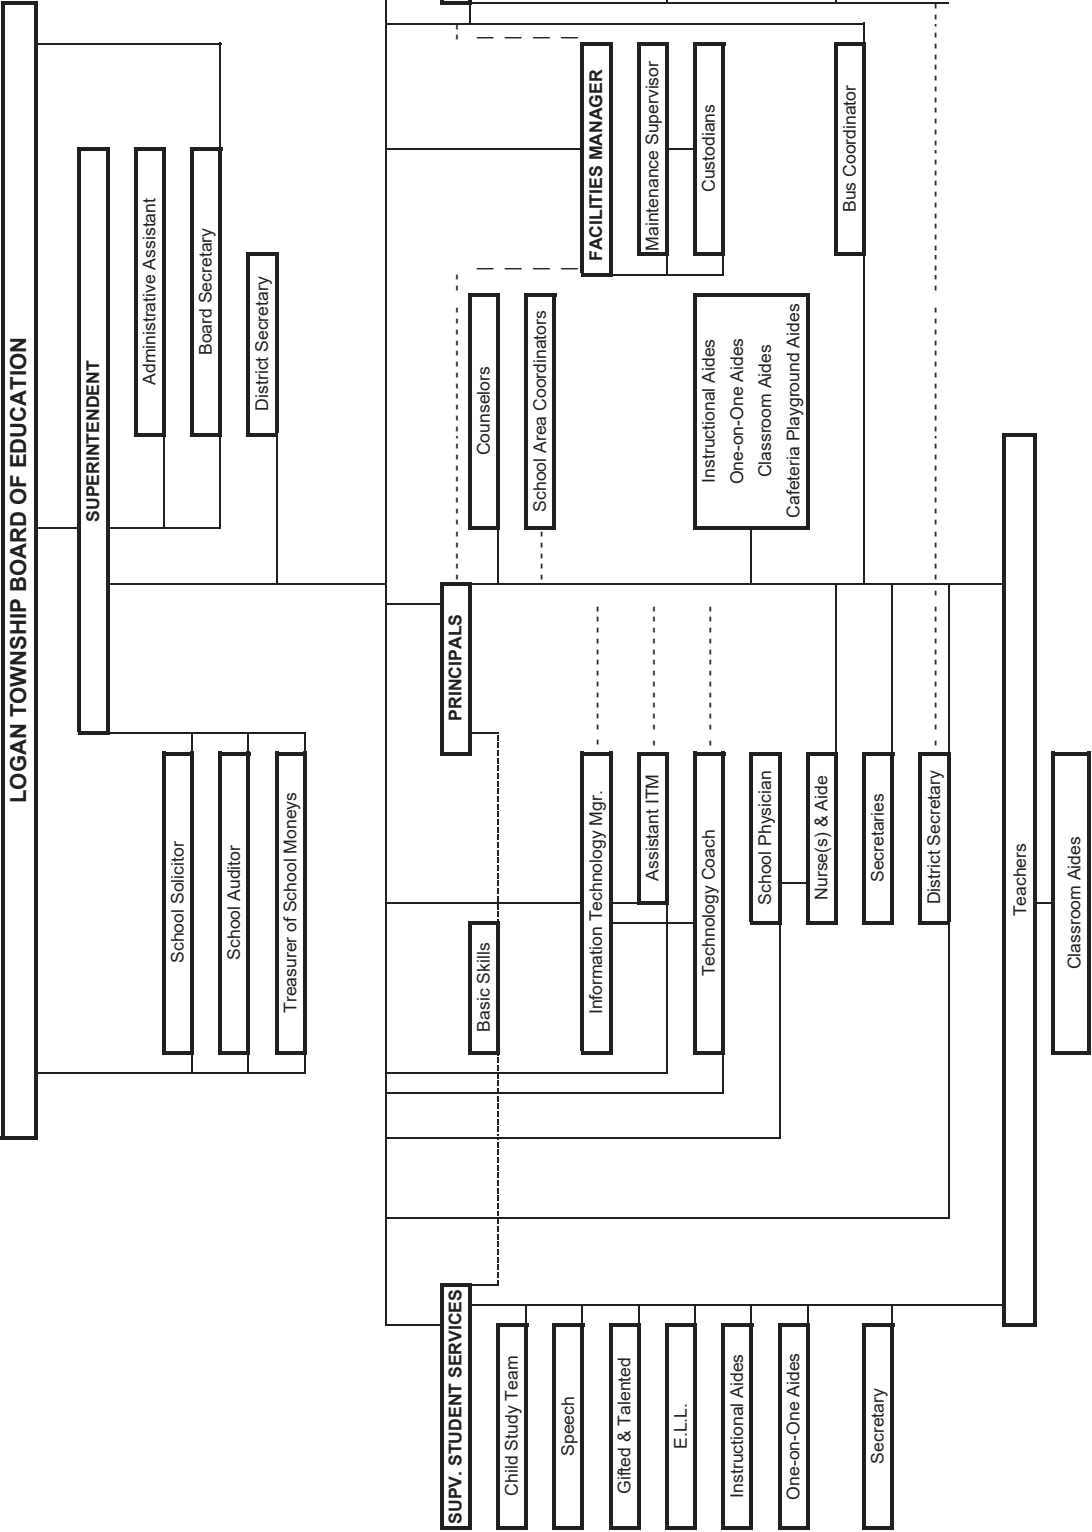 LOGAN TOWNSHIP BOARD OF EDUCATION
SUPERINTENDENT
School Solicitor
Administrative Assistant
School Auditor
Board Secretary
Treasurer of School Moneys
District Secretary
SUPV. STUDENT SERVICES
PRINCIPALS
Child Study Team
Basic Skills
Counselors
Speech
School Area Coordinators
Gifted & Talented
Information Technology Mgr.
FACILITIES MANAGER
E.L.L.
Assistant ITM
Maintenance Supervisor
Instructional Aides
Technology Coach
Instructional Aides
One-on-One Aides
Classroom Aides
Cafeteria Playground Aides
Custodians
One-on-One Aides
School Physician
Nurse(s) & Aide
Bus Coordinator
Secretary
Secretaries
District Secretary
Teachers
Classroom Aides